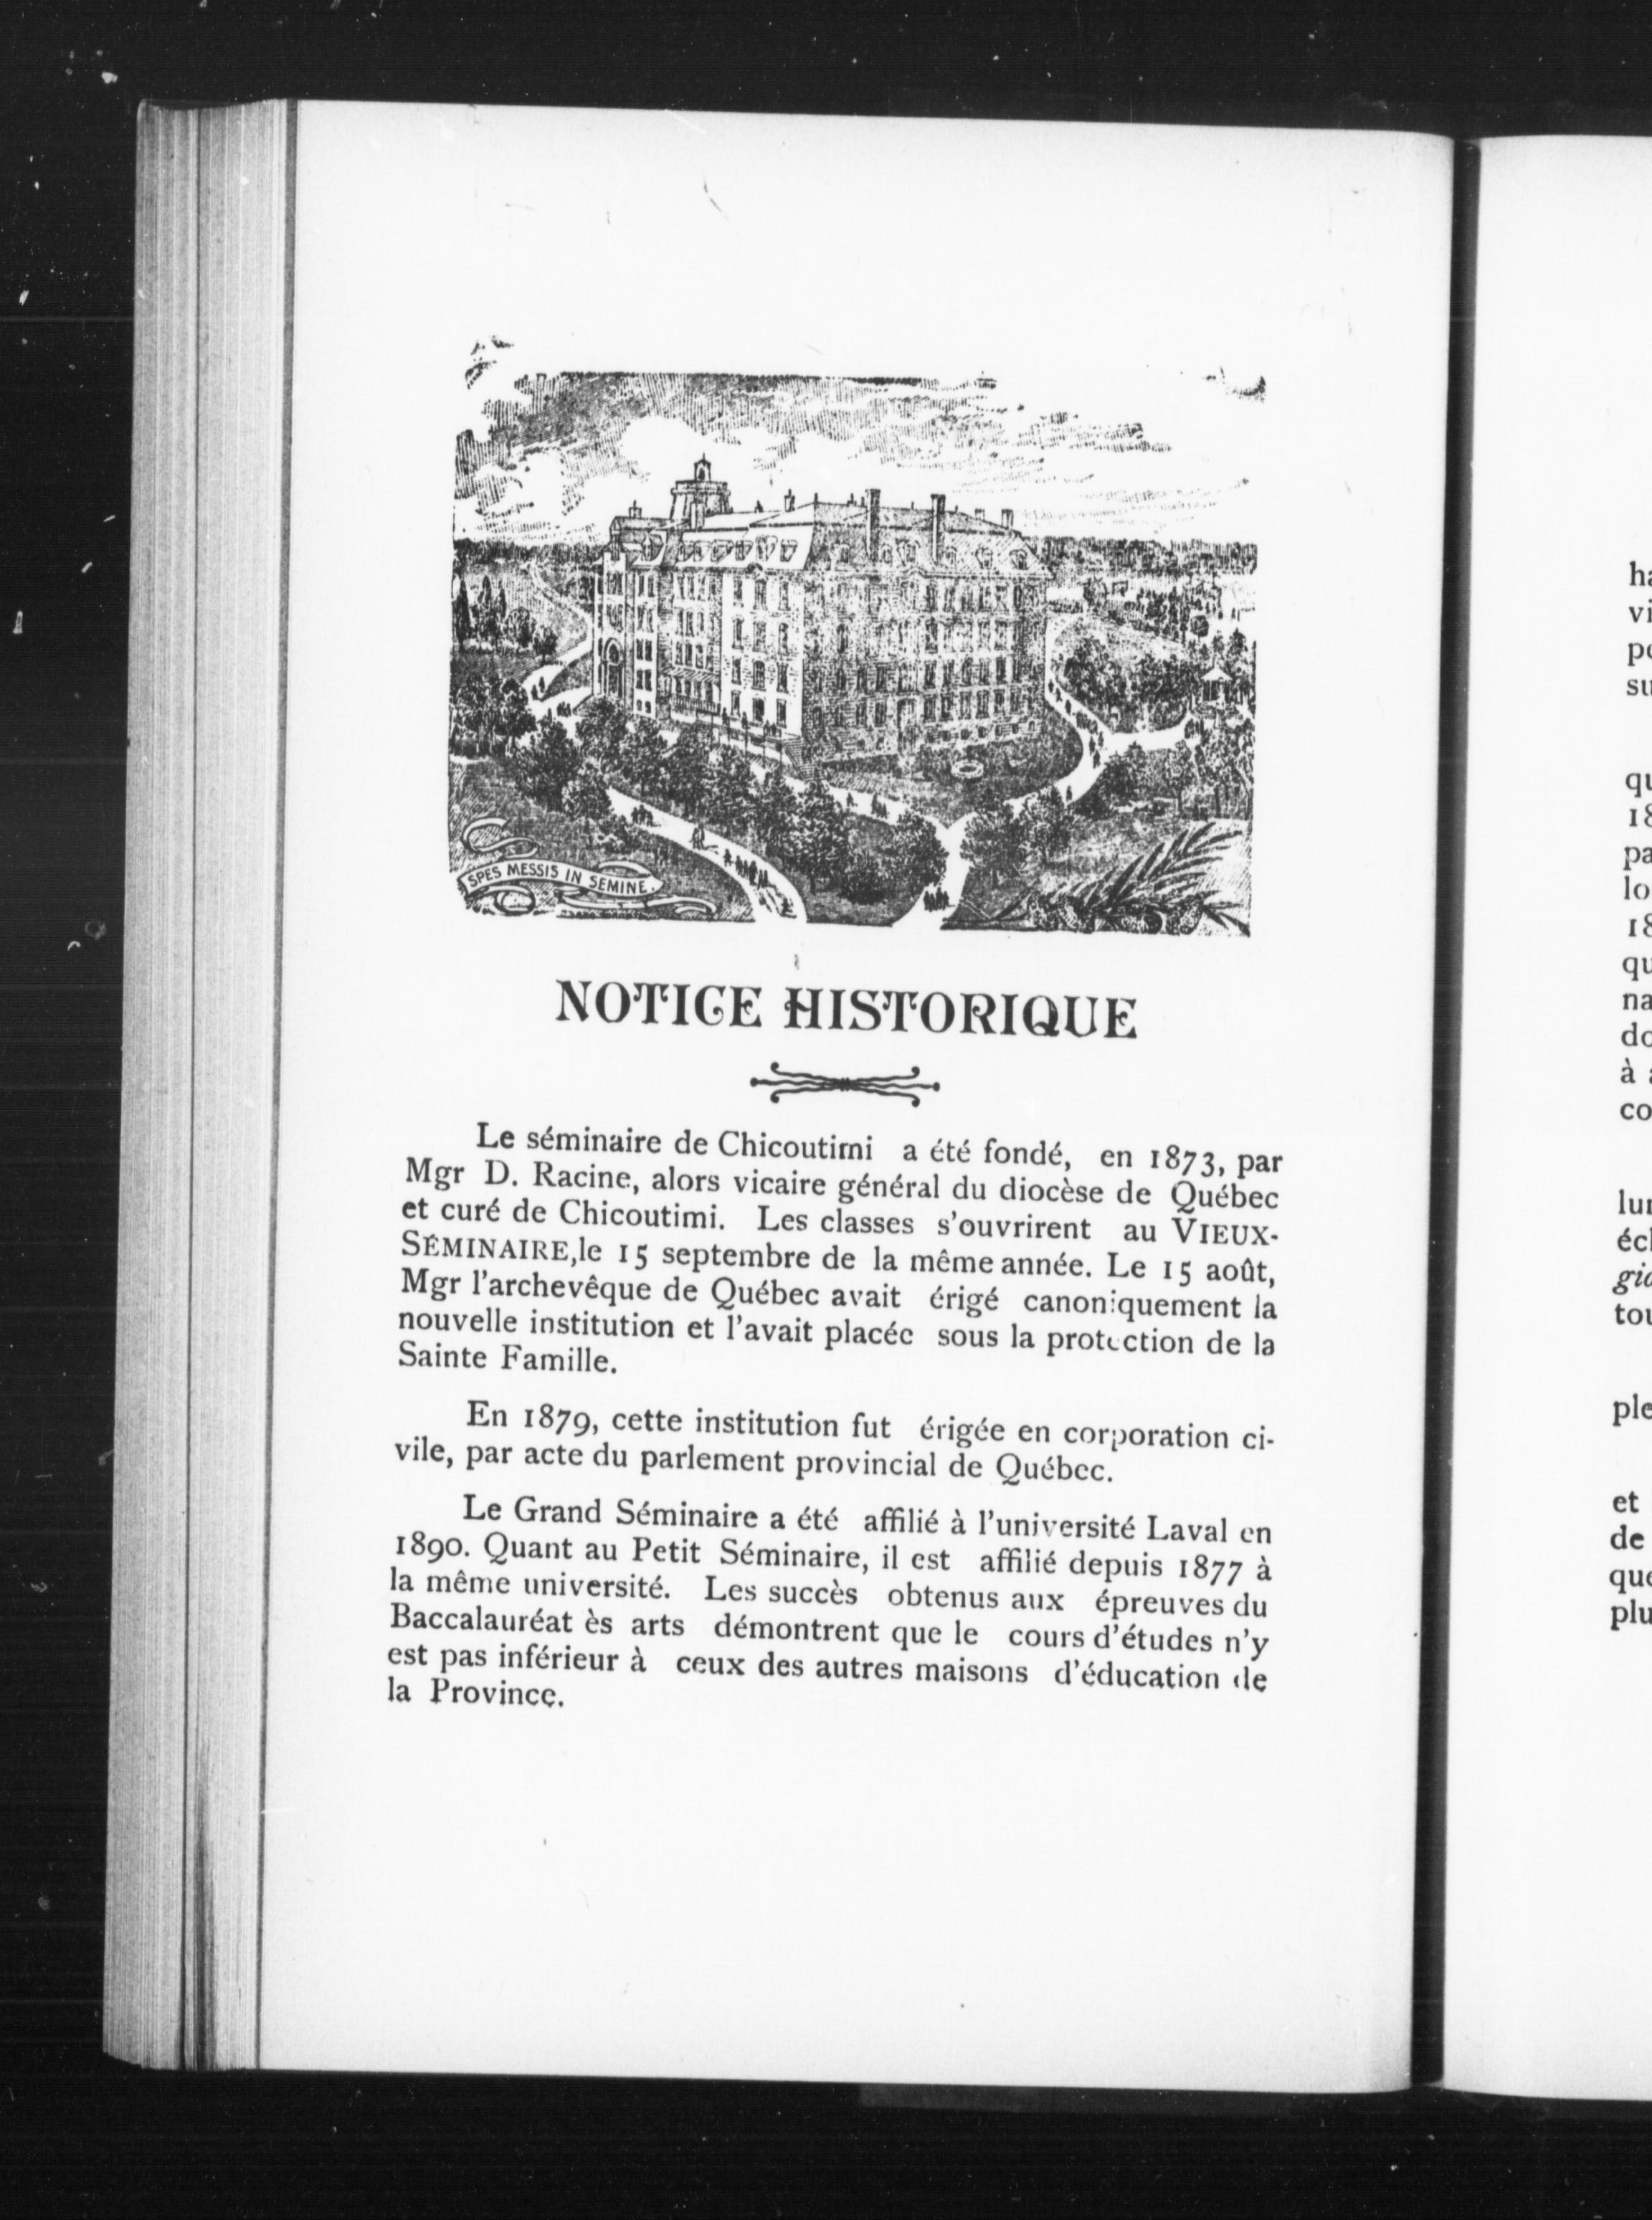 SPES MESSIS IN SEMINE.
NOTICE HISTORIQUE
Le séminaire de Chicoutimi a été fondé, en 1873, par
Mgr D. Racine, alors vicaire général du diocèse de Québec
et curé de Chicoutimi. Les classes s'ouvrirent au VIEUX-
SÉMINAIRE,le 15 septembre de la même année. Le 15 août,
Mgr l'archevêque de Québec avait érigé canoniquement la
nouvelle institution et l'avait placée sous la protection de la
Sainte Famille.
En 1879, cette institution fut érigée en corporation ci-
vile, par acte du parlement provincial de Québec.
Le Grand Séminaire a été affilié à l'université Laval en
1890. Quant au Petit Séminaire, il est affilié depuis 1877 à
la même université. Les succès obtenus aux épreuves du
Baccalauréat ès arts démontrent que le cours d'études n'y
est pas inférieur à ceux des autres maisons d'éducation de
la Province.